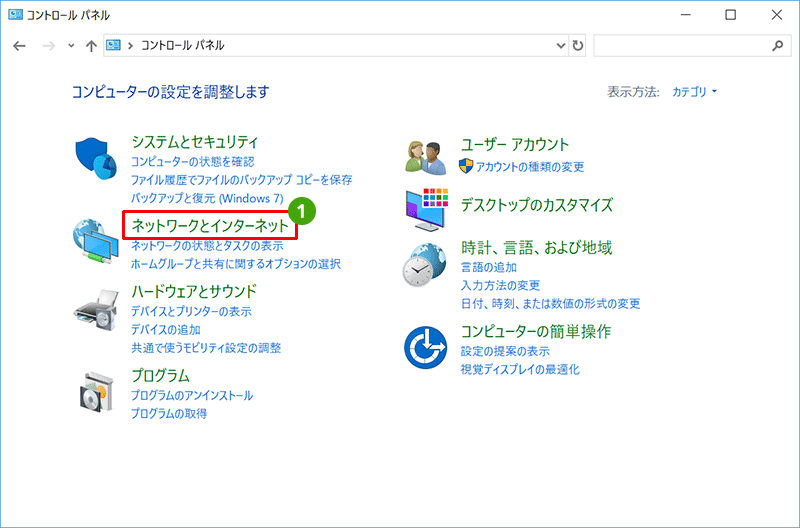 コントロール パネル
コントロール パネル
コンピューターの設定を調整します
表示方法: カテゴリ
システムとセキュリティ
コンピューターの状態を確認
ファイル履歴でファイルのバックアップ コピーを保存
バックアップと復元 (Windows 7)
1
ネットワークとインターネット
ネットワークの状態とタスクの表示
ホームグループと共有に関するオプションの選択
ハードウェアとサウンド
デバイスとプリンターの表示
デバイスの追加
共通で使うモビリティ設定の調整
プログラム
プログラムのアンインストール
プログラムの取得
ユーザー アカウント
アカウントの種類の変更
デスクトップのカスタマイズ
時計、言語、および地域
言語の追加
入力方法の変更
日付、時刻、または数値の形式の変更
コンピューターの簡単操作
設定の提案の表示
視覚ディスプレイの最適化